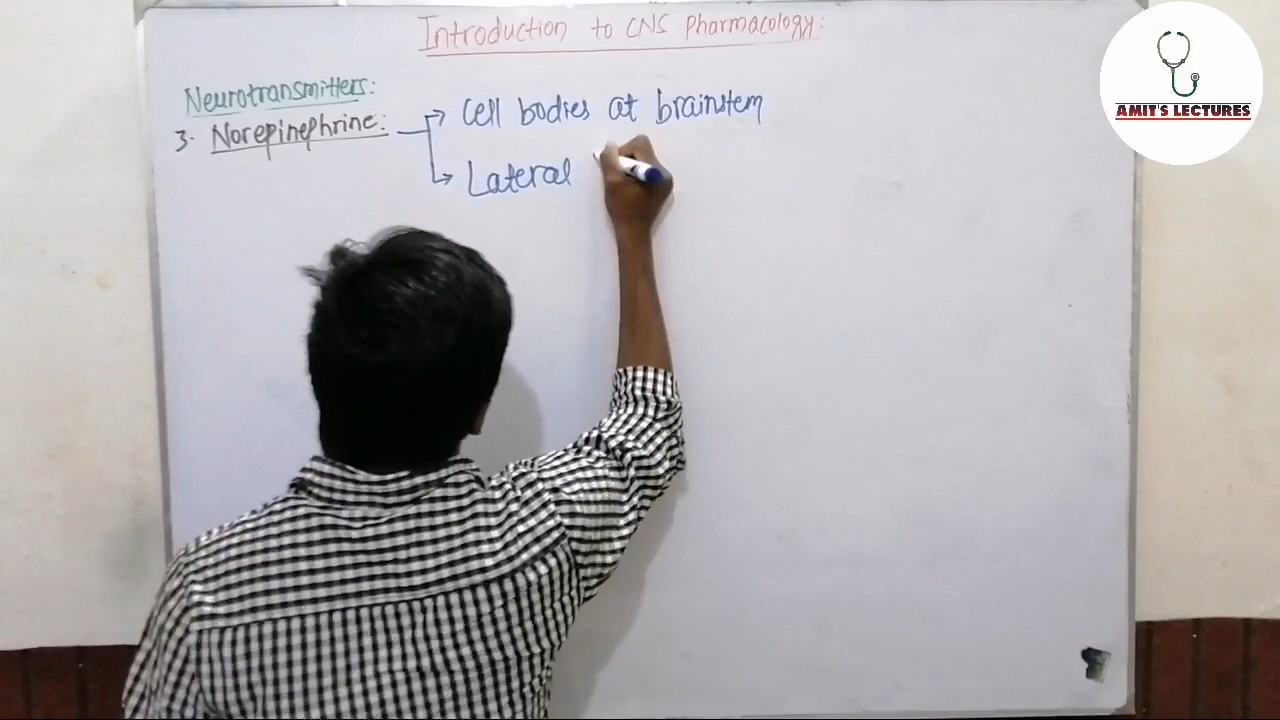 Introduction to CNS Pharmacology:
Neurotransmitters:
3. Norepinephrine:
Cell bodies at brainstem
Lateral
AMIT'S LECTURES